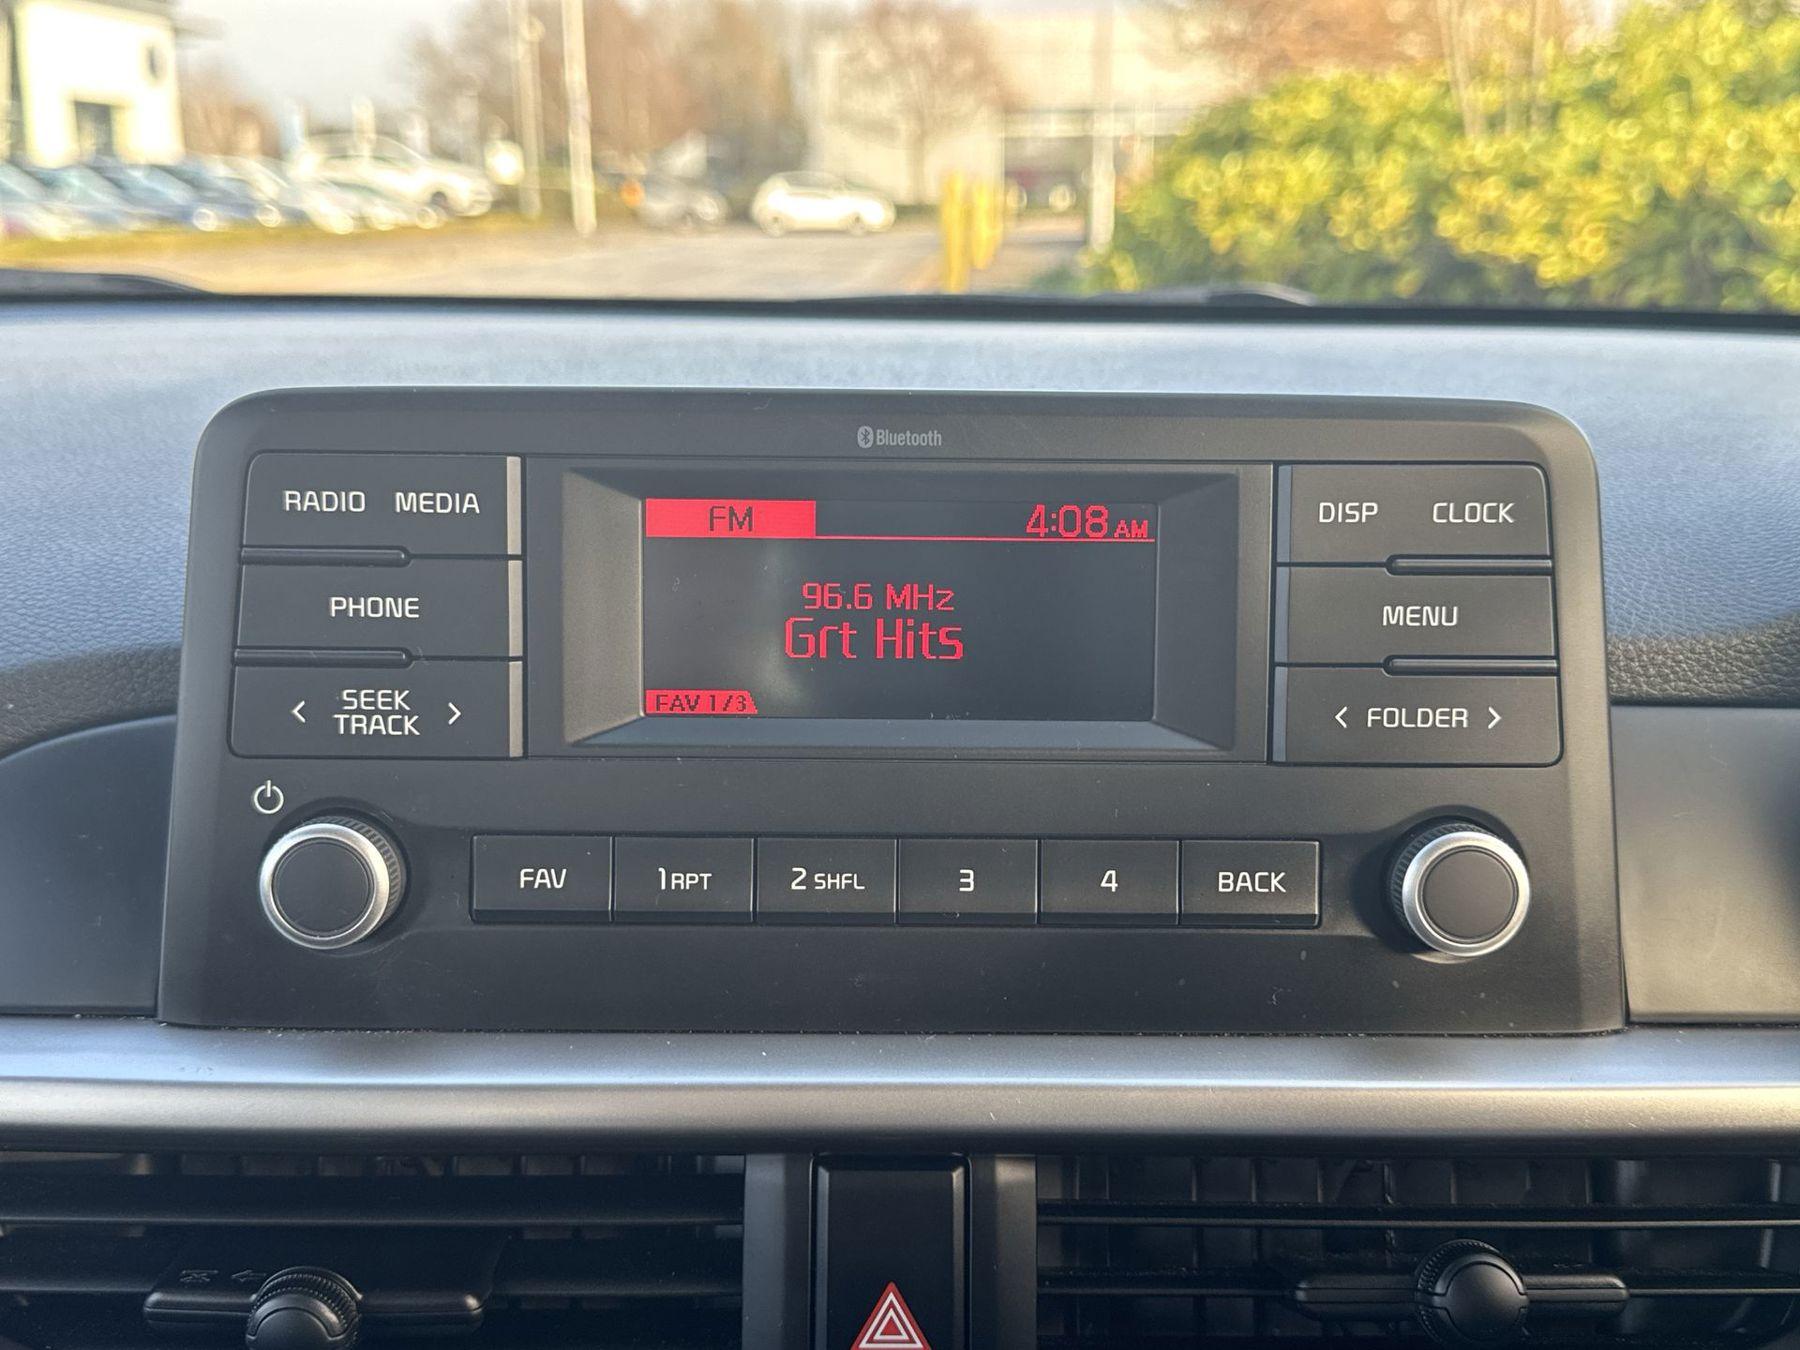 Bluetooth
RADIO MEDIA
PHONE
< SEEK TRACK >
FM 4:08 AM
96.6 MHz
Grt Hits
FAV 1/3
DISP CLOCK
MENU
< FOLDER >
FAV 1 RPT 2 SHFL 3 4 BACK